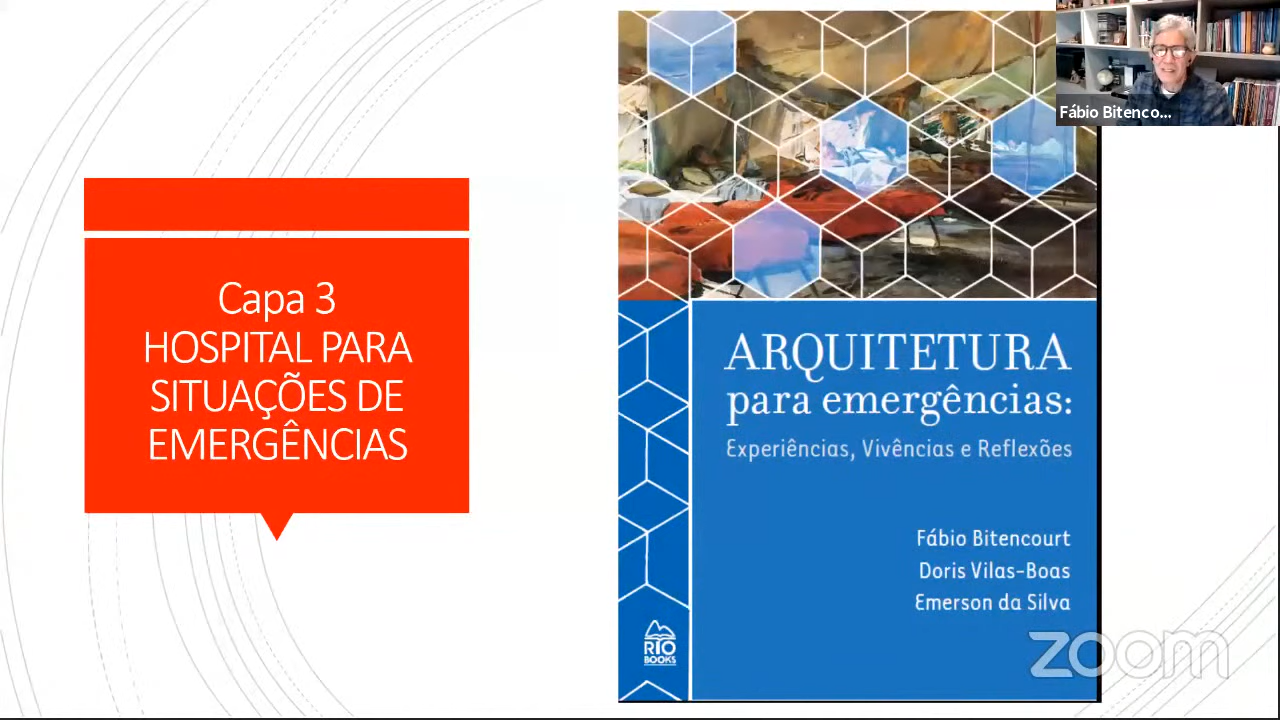 Capa 3
HOSPITAL PARA
SITUAÇÕES DE
EMERGÊNCIAS
ARQUITETURA
para emergências:
Experiências, Vivências e Reflexões
Fábio Bitencourt
Doris Vilas-Boas
Emerson da Silva
RIO
BOOKS
Fábio Bitenco...
zoom